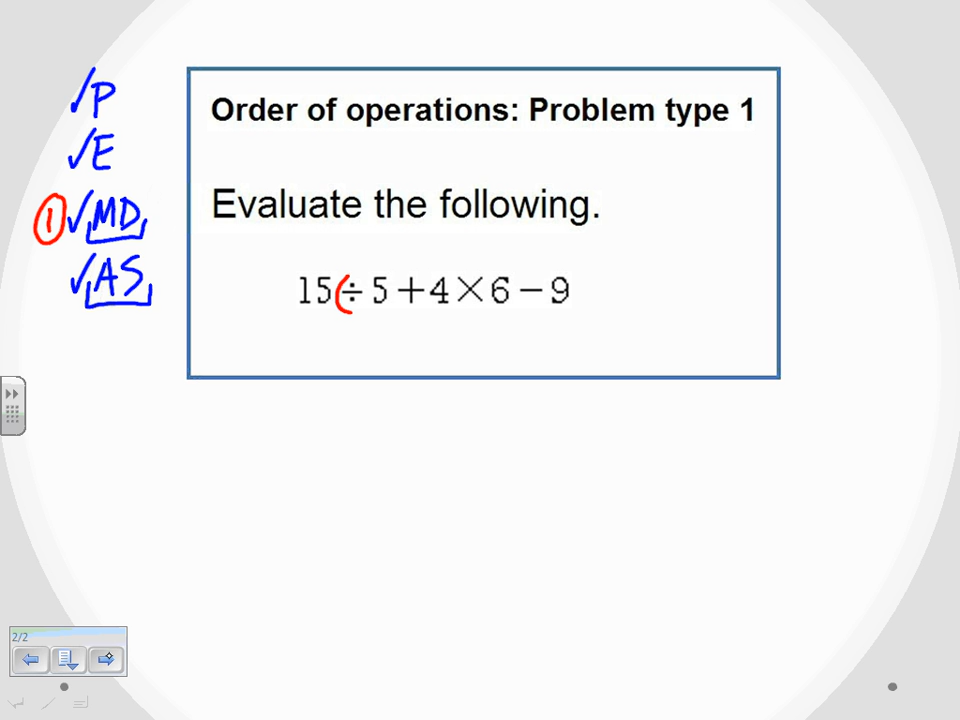 ✓P
✓E
① ✓MD
✓AS
Order of operations: Problem type 1
Evaluate the following.
15(÷5+4×6−9
2/2